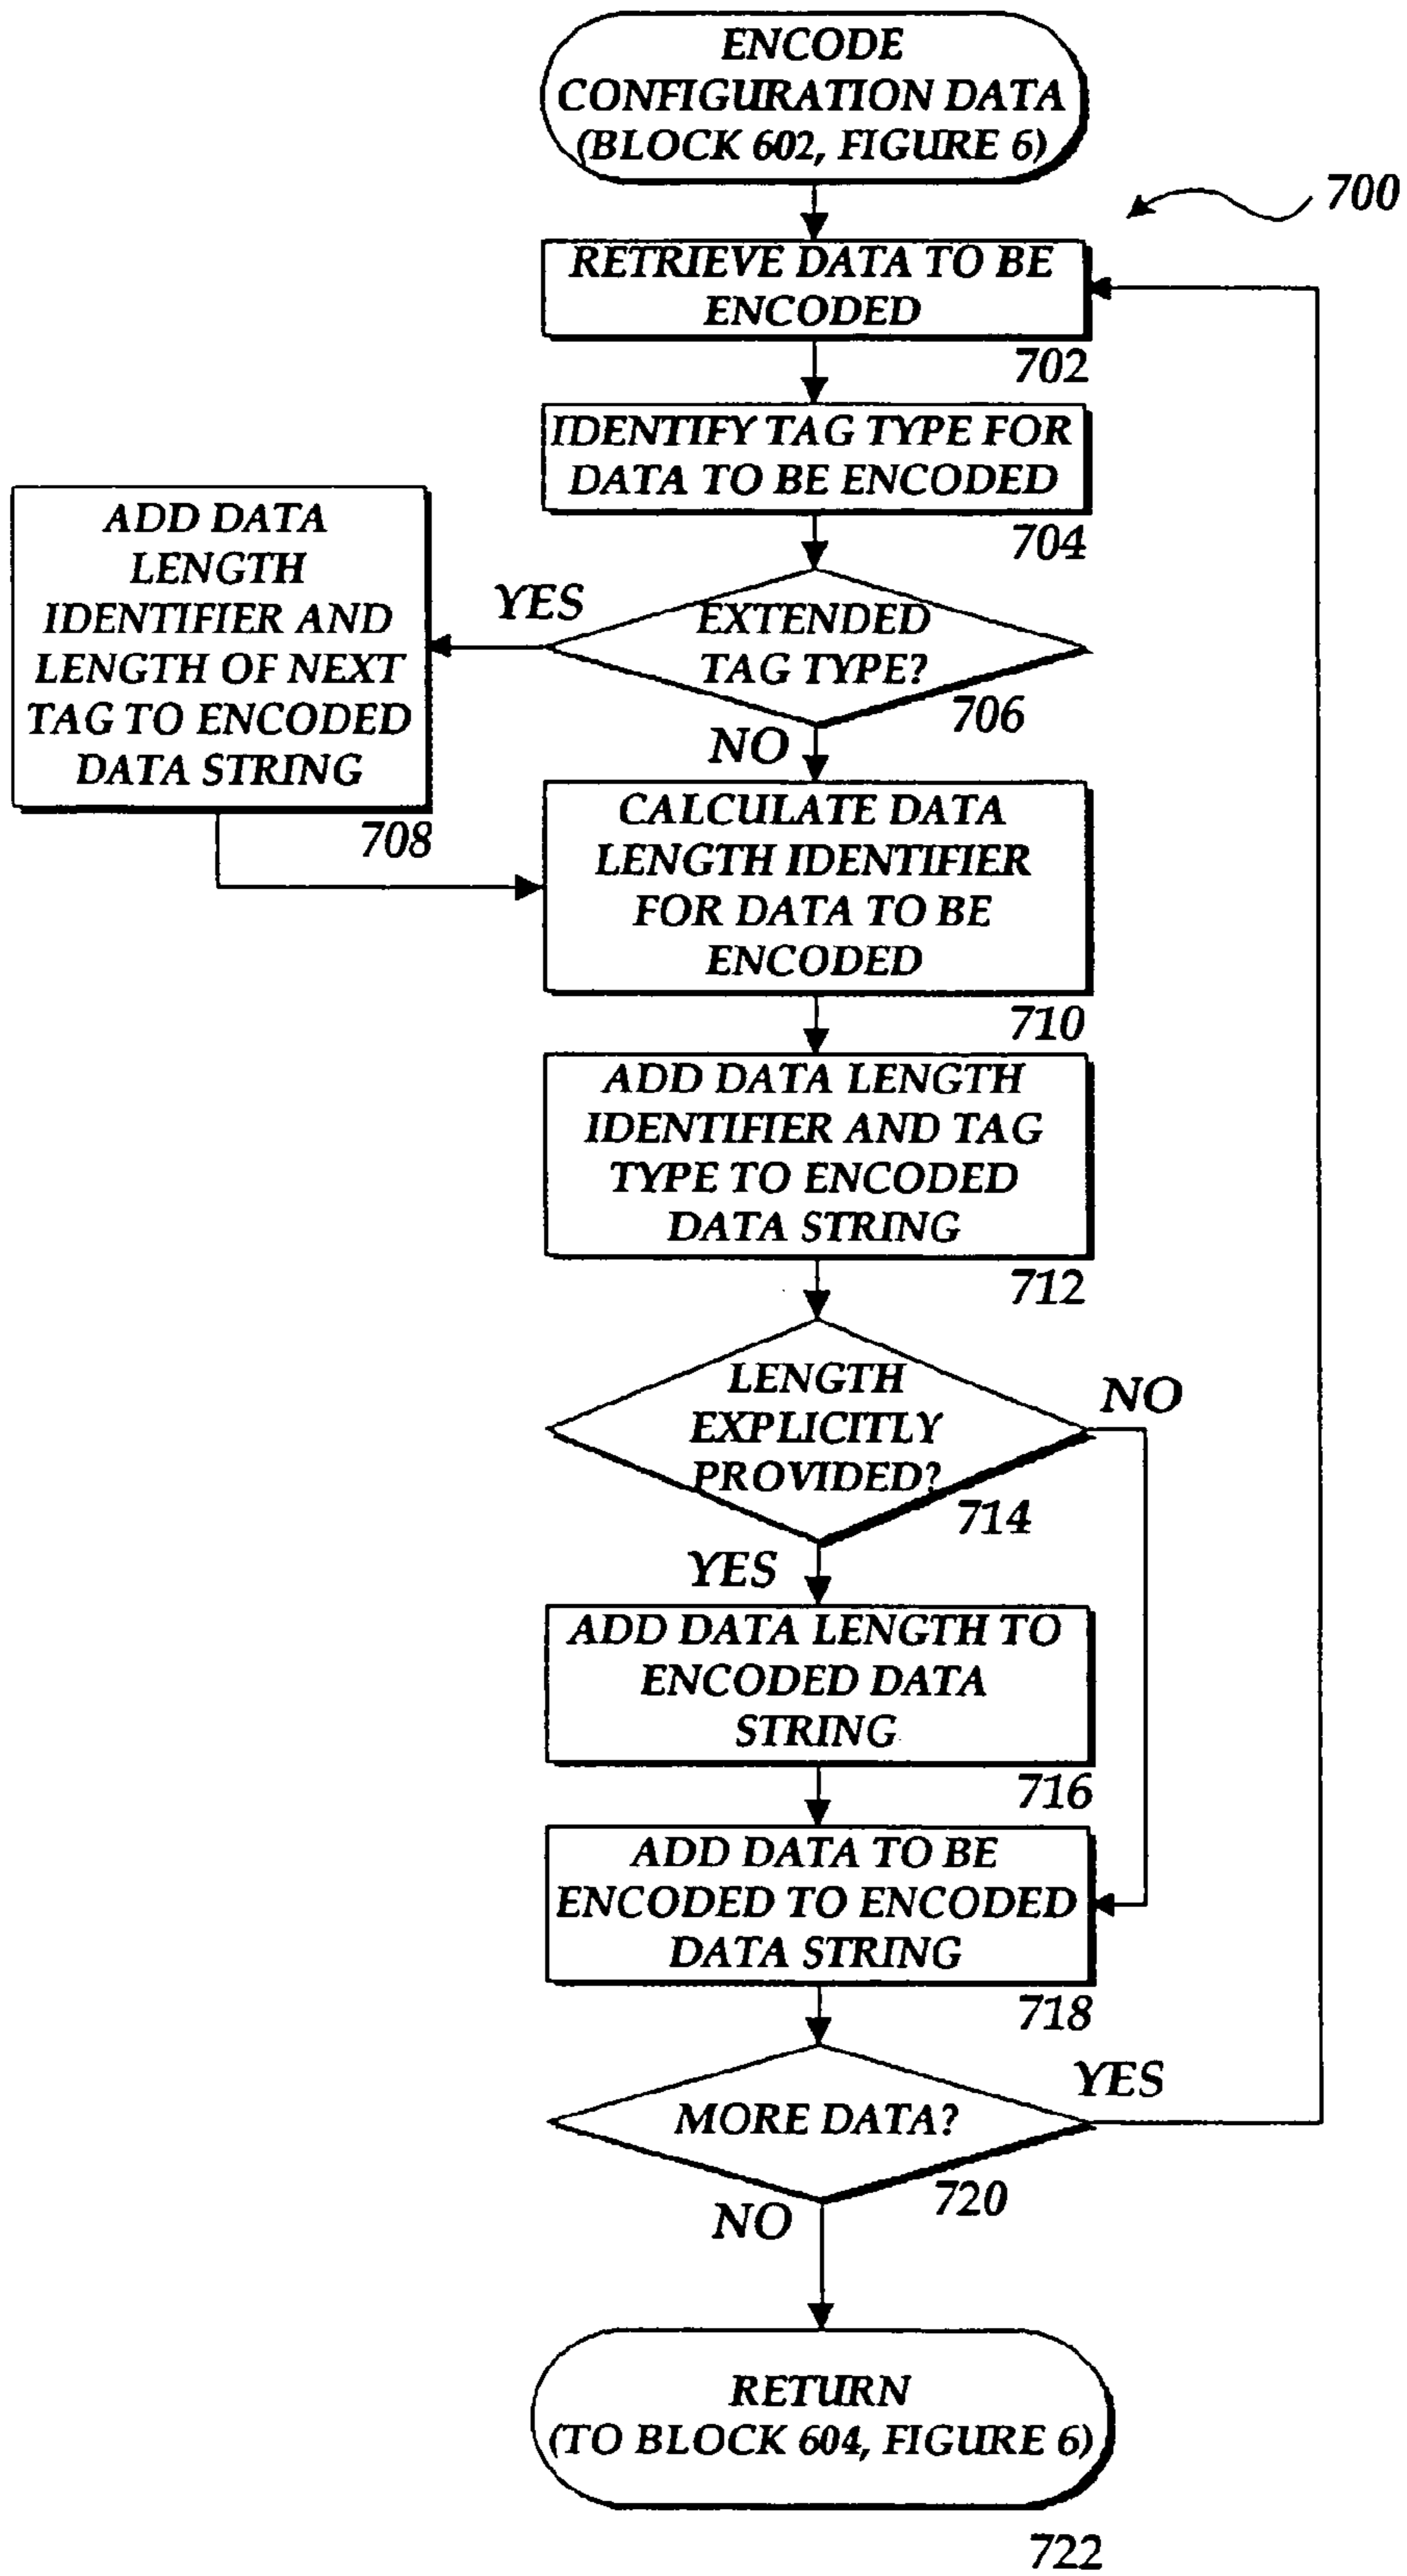 ENCODE
CONFIGURATION DATA
(BLOCK 602, FIGURE 6)
700
RETRIEVE DATA TO BE
ENCODED
702
IDENTIFY TAG TYPE FOR
DATA TO BE ENCODED
704
EXTENDED
TAG TYPE?
706
YES
NO
ADD DATA
LENGTH
IDENTIFIER AND
LENGTH OF NEXT
TAG TO ENCODED
DATA STRING
708
CALCULATE DATA
LENGTH IDENTIFIER
FOR DATA TO BE
ENCODED
710
ADD DATA LENGTH
IDENTIFIER AND TAG
TYPE TO ENCODED
DATA STRING
712
LENGTH
EXPLICITLY
PROVIDED?
714
NO
YES
ADD DATA LENGTH TO
ENCODED DATA
STRING
716
ADD DATA TO BE
ENCODED TO ENCODED
DATA STRING
718
MORE DATA?
720
YES
NO
RETURN
(TO BLOCK 604, FIGURE 6)
722